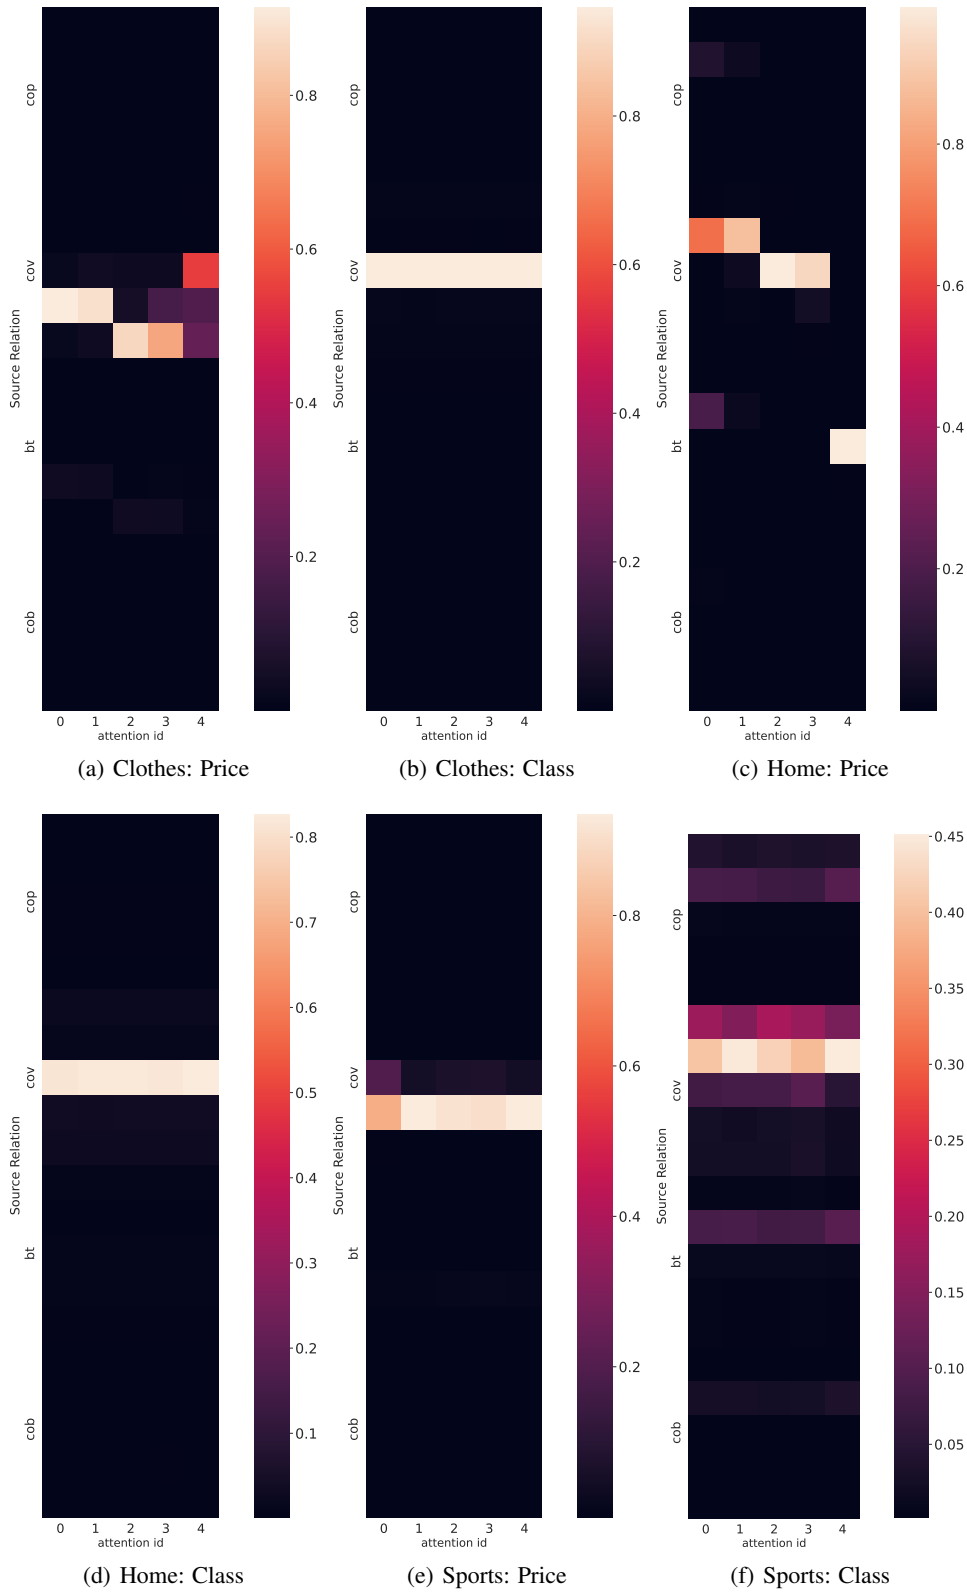 cop
cov
Source Relation
bt
cob
0 1 2 3 4
attention id
0.8
0.6
0.4
0.2
(a) Clothes: Price
cop
cov
Source Relation
bt
cob
0 1 2 3 4
attention id
0.8
0.6
0.4
0.2
(b) Clothes: Class
cop
cov
Source Relation
bt
cob
0 1 2 3 4
attention id
0.8
0.6
0.4
0.2
(c) Home: Price
cop
cov
Source Relation
bt
cob
0 1 2 3 4
attention id
0.8
0.7
0.6
0.5
0.4
0.3
0.2
0.1
(d) Home: Class
cop
cov
Source Relation
bt
cob
0 1 2 3 4
attention id
0.8
0.6
0.4
0.2
(e) Sports: Price
cop
cov
Source Relation
bt
cob
0 1 2 3 4
attention id
0.45
0.40
0.35
0.30
0.25
0.20
0.15
0.10
0.05
(f) Sports: Class